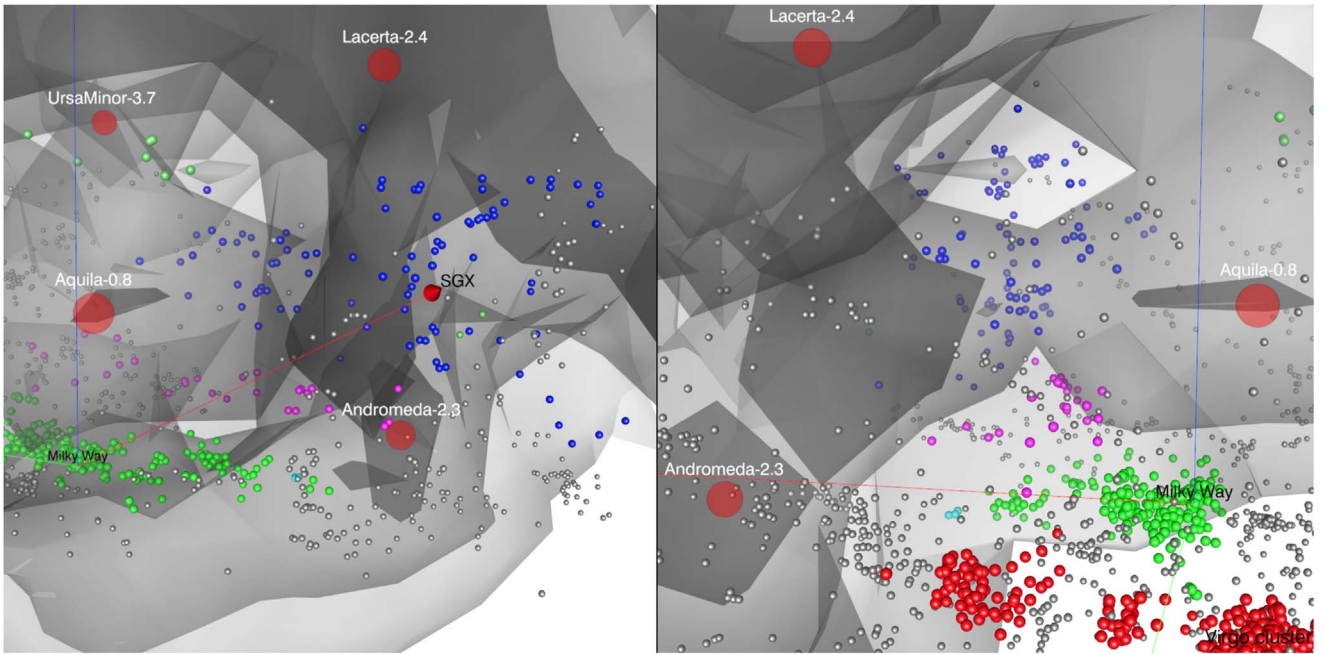 Lacerta-2.4
UrsaMinor-3.7
SGX
Aquila-0.8
Andromeda-2.3
Milky Way
Lacerta-2.4
Aquila-0.8
Andromeda-2.3
Milky Way
Virgo cluster